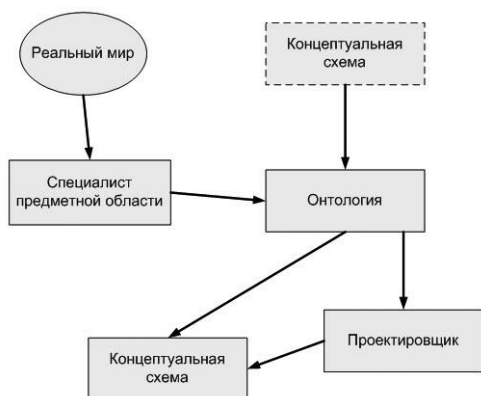 Реальный мир
Концептуальная
схема
Специалист
предметной области
Онтология
Проектировщик
Концептуальная
схема